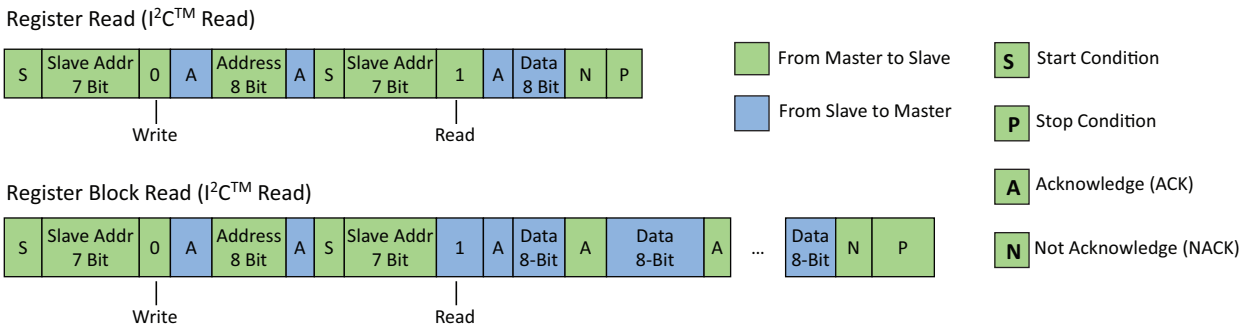 Register Read (I²C™ Read)
S Slave Addr 7 Bit 0 A Address 8 Bit A S Slave Addr 7 Bit 1 A Data 8 Bit N P
Write Read
Register Block Read (I²C™ Read)
S Slave Addr 7 Bit 0 A Address 8 Bit A S Slave Addr 7 Bit 1 A Data 8-Bit A Data 8-Bit A ... Data 8-Bit N P
Write Read
From Master to Slave
From Slave to Master
S Start Condition
P Stop Condition
A Acknowledge (ACK)
N Not Acknowledge (NACK)